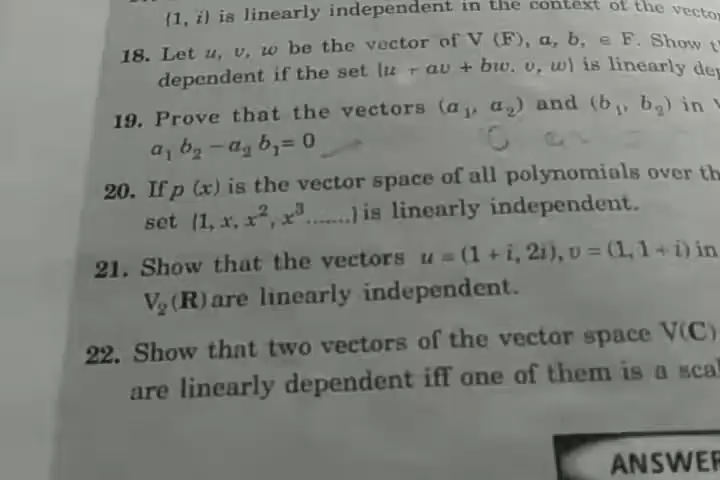 {1, i} is linearly independent in the context of the vector
18. Let u, v, w be the vector of V (F), a, b, ∈ F. Show
dependent if the set {u + av + bw, v, w} is linearly
19. Prove that the vectors (a₁, a₂) and (b₁, b₂) in
a₁ b₂ – a₂ b₁= 0
20. If p (x) is the vector space of all polynomials over
set {1, x, x², x³.......} is linearly independent.
21. Show that the vectors u = (1 + i, 2i), v = (1, 1 + i) in
V₂(R) are linearly independent.
22. Show that two vectors of the vector space V(C)
are linearly dependent iff one of them is a
ANSWER